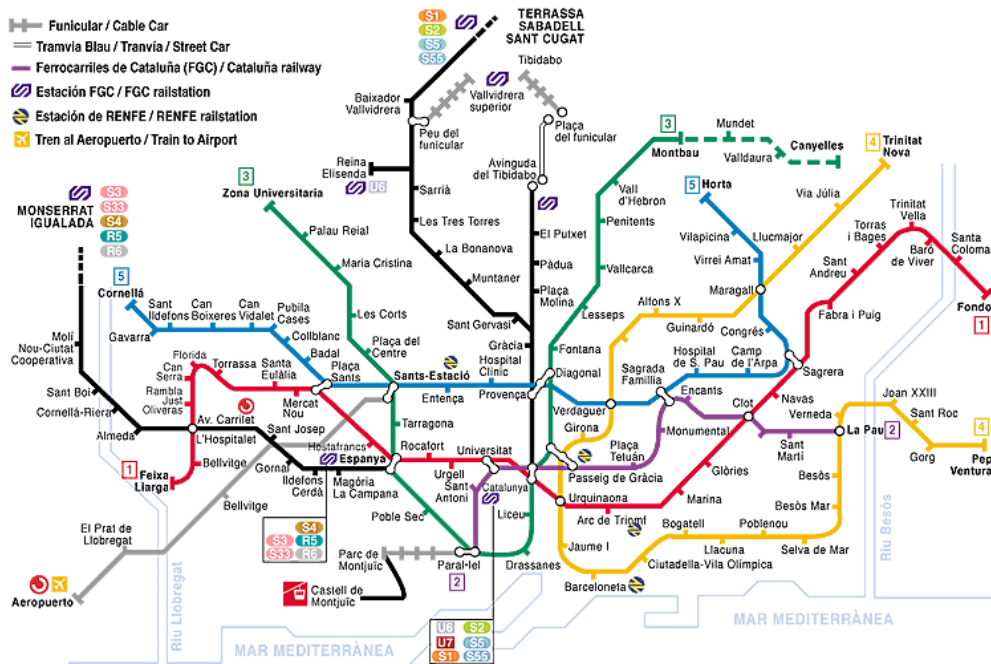 Funicular / Cable Car
Tramvia Blau / Tranvía / Street Car
Ferrocarriles de Cataluña (FGC) / Cataluña railway
Estación FGC / FGC railstation
Estación de RENFE / RENFE railstation
Tren al Aeropuerto / Train to Airport
S1
S2
S5
S55
TERRASSA
SABADELL
SANT CUGAT
Tibidabo
Vallvidrera
superior
Baixador
Vallvidrera
Peu del
funicular
Plaça
del funicular
Avinguda
del Tibidabo
Reina
Elisenda
U6
Sarrià
Les Tres Torres
La Bonanova
Muntaner
Sant Gervasi
El Putxet
Pàdua
Plaça
Molina
Gràcia
3
Montbau
Mundet
Valldaura
Canyelles
Vall
d'Hebron
Penitents
Vallcarca
Lesseps
Fontana
Diagonal
4
Trinitat
Nova
Via Júlia
Llucmajor
Maragall
5
Horta
Vilapicina
Virrei Amat
Congrés
Alfons X
Guinardó
Trinitat
Vella
Torras
i Bages
Baró
de Viver
Santa
Coloma
Sant
Andreu
Fabra i Puig
Fondo
1
3
Zona Universitaria
Palau Reial
Maria Cristina
Les Corts
Plaça del
Centre
S3
S33
S4
R5
R6
MONSERRAT
IGUALADA
5
Cornellá
Gavarra
Sant
Ildefons
Can
Boixeres
Can
Vidalet
Pubila
Cases
Collblanc
Badal
Plaça
Sants
Sants-Estació
Entença
Hospital
Clinic
Provença
Verdaguer
Sagrada
Famillia
Hospital
de S. Pau
Camp
de l'Àrpa
Sagrera
Molí
Nou-Ciutat
Cooperativa
Sant Boi
Cornellá-Riera
Almeda
Florida
Can
Serra
Rambla
Just
Oliveras
Torrassa
Santa
Eulàlia
Mercat
Nou
Av. Carrilet
L'Hospitalet
Bellvitge
1
Feixa
Llarga
Sant Josep
Gornal
Ildefons
Cerdà
Magória
La Campana
Hostafrancs
Espanya
Tarragona
Rocafort
Urgell
Universitat
Sant
Antoni
Catalunya
Poble Sec
Liceu
Drassanes
Paral·lel
2
Parc de
Montjuïc
Castell de
Montjuïc
Girona
Plaça
Tetuân
Monumental
Encants
Passeig de Gràcia
Urquinaona
Arc de Triomf
Marina
Glòries
Clot
Navas
Sant
Martí
La Pau
2
Verneda
Joan XXIII
Sant Roc
Gorg
4
Pep
Ventura
Besòs
Besòs Mar
Selva de Mar
Poblenou
Llacuna
Bogatell
Ciutadella-Vila Olímpica
Barceloneta
Jaume I
Bellvitge
El Prat de
Llobregat
Aeropuerto
S4
S3
R5
S33
R6
U6
S2
U7
S5
S1
S55
Riu Llobregat
Riu Besòs
MAR MEDITERRÀNEA
MAR MEDITERRÀNEA